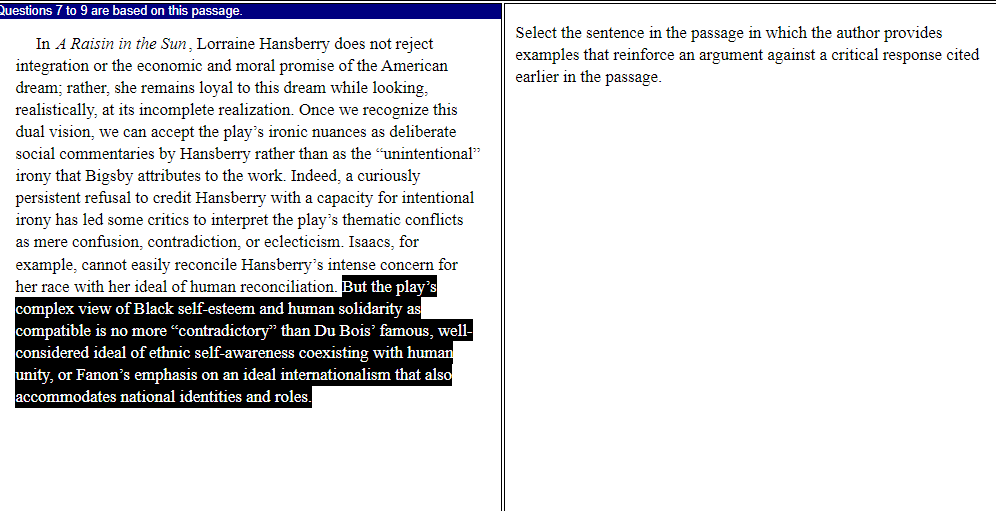 Questions 7 to 9 are based on this passage.
In A Raisin in the Sun, Lorraine Hansberry does not reject
integration or the economic and moral promise of the American
dream; rather, she remains loyal to this dream while looking,
realistically, at its incomplete realization. Once we recognize this
dual vision, we can accept the play’s ironic nuances as deliberate
social commentaries by Hansberry rather than as the “unintentional”
irony that Bigsby attributes to the work. Indeed, a curiously
persistent refusal to credit Hansberry with a capacity for intentional
irony has led some critics to interpret the play’s thematic conflicts
as mere confusion, contradiction, or eclecticism. Isaacs, for
example, cannot easily reconcile Hansberry’s intense concern for
her race with her ideal of human reconciliation. But the play’s
complex view of Black self-esteem and human solidarity as
compatible is no more “contradictory” than Du Bois’ famous, well-
considered ideal of ethnic self-awareness coexisting with human
unity, or Fanon’s emphasis on an ideal internationalism that also
accommodates national identities and roles.
Select the sentence in the passage in which the author provides
examples that reinforce an argument against a critical response cited
earlier in the passage.